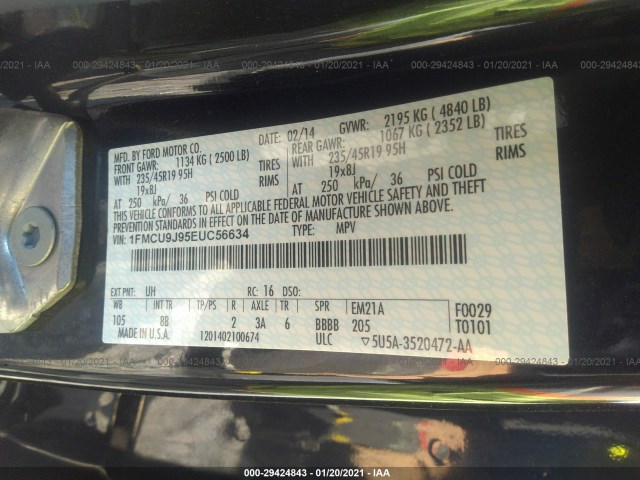 000-29424843 - 01/20/2021 - IAA
MFD. BY FORD MOTOR CO.
DATE: 02/14 GVWR: 2195 KG ( 4840 LB)
FRONT GAWR: 1134 KG ( 2500 LB)
REAR GAWR: 1067 KG ( 2352 LB)
WITH 235/45R19 95H TIRES
WITH 235/45R19 95H TIRES
19x8J RIMS
19x8J RIMS
AT 250 kPa/ 36 PSI COLD
AT 250 kPa/ 36 PSI COLD
THIS VEHICLE CONFORMS TO ALL APPLICABLE FEDERAL MOTOR VEHICLE SAFETY AND THEFT
PREVENTION STANDARDS IN EFFECT ON THE DATE OF MANUFACTURE SHOWN ABOVE.
VIN: 1FMCU9J95EUC56634 TYPE: MPV
EXT PNT: UH RC: 16 DSO:
WB INT TR TP/PS R AXLE TR SPR EM21A F0029
105 8B 2 3A 6 BBBB 205 T0101
MADE IN U.S.A. 1201402100674 ULC ▽5U5A-3520472-AA
000-29424843 - 01/20/2021 - IAA